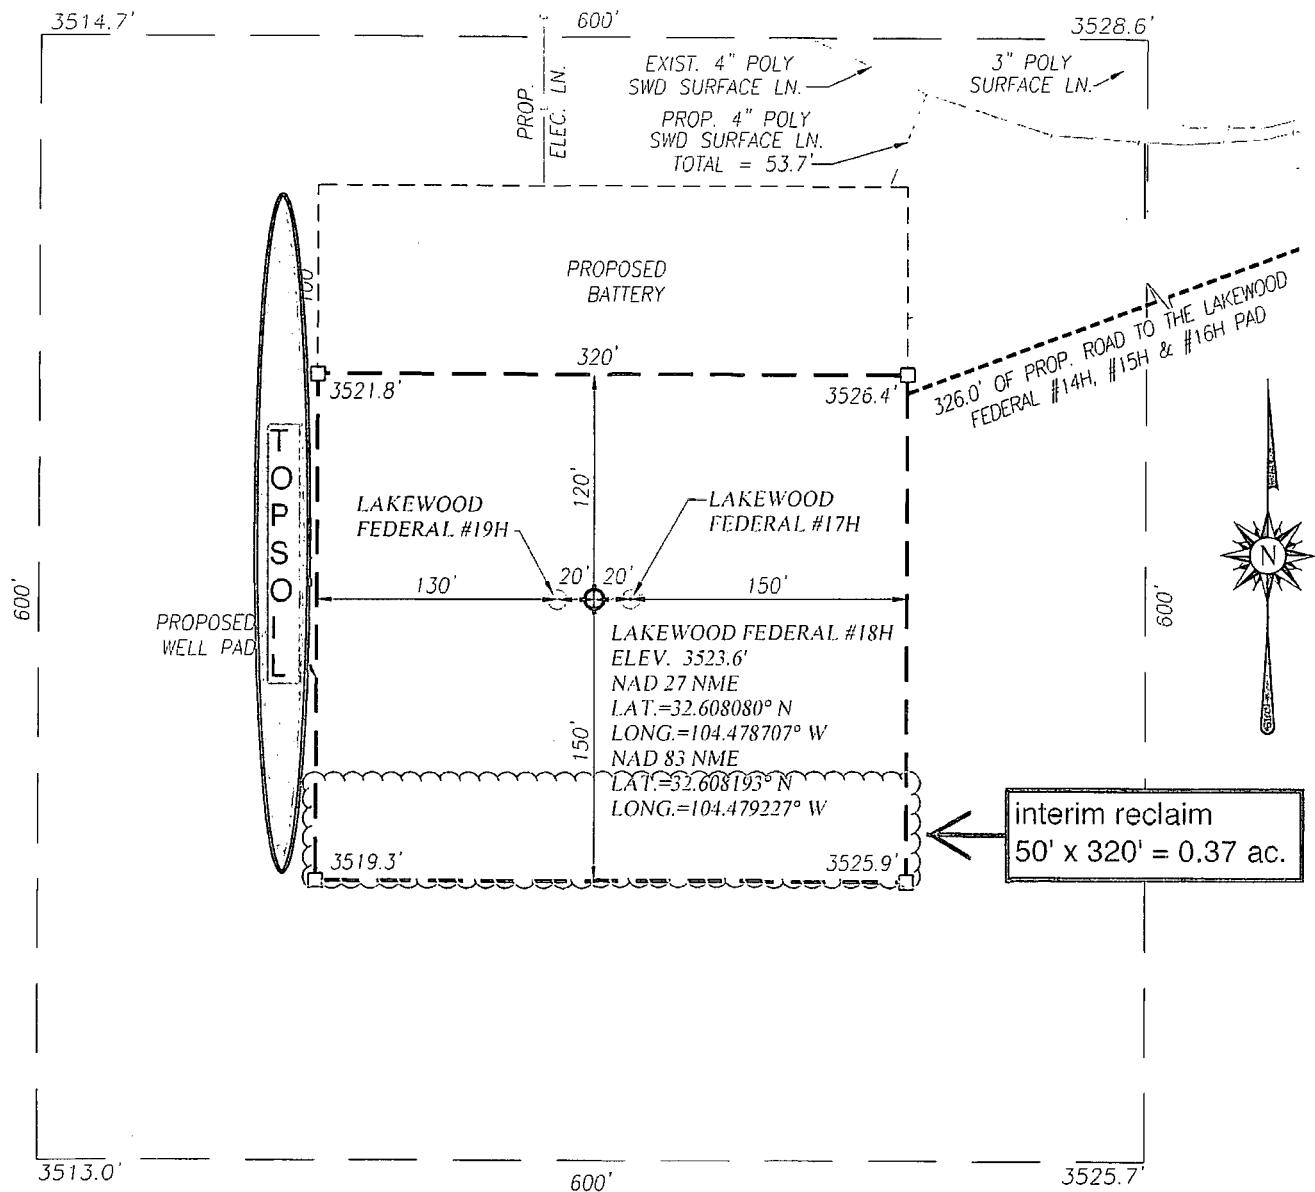 3514.7'
600'
3528.6'
EXIST. 4" POLY
SWD SURFACE LN.
3" POLY
SURFACE LN.
PROP.
ELEC. LN.
PROP. 4" POLY
SWD SURFACE LN.
TOTAL = 53.7'
100'
PROPOSED
BATTERY
326.0' OF PROP. ROAD TO THE LAKEWOOD
FEDERAL #14H, #15H & #16H PAD
320'
3521.8'
3526.4'
TOPSOIL
120'
LAKEWOOD
FEDERAL #19H
LAKEWOOD
FEDERAL #17H
N
130'
20'
20'
150'
600'
600'
PROPOSED
WELL PAD
LAKEWOOD FEDERAL #18H
ELEV. 3523.6'
NAD 27 NME
LAT.=32.608080° N
LONG.=104.478707° W
NAD 83 NME
LAT.=32.608193° N
LONG.=104.479227° W
150'
interim reclaim
50' x 320' = 0.37 ac.
3519.3'
3525.9'
3513.0'
600'
3525.7'